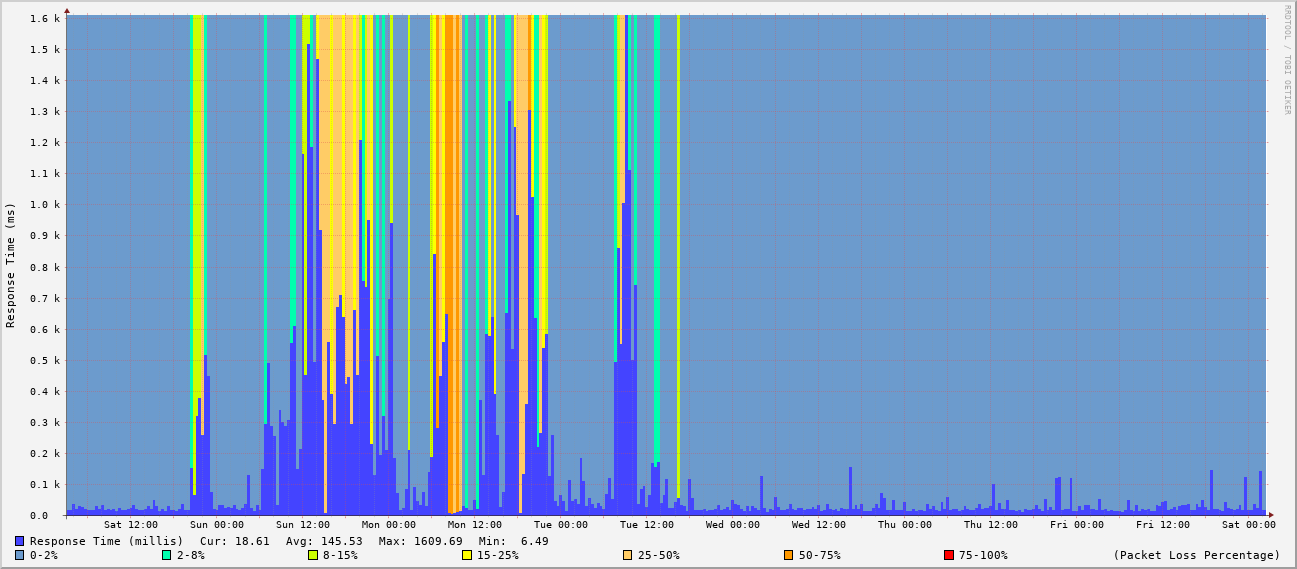 1.6 k
1.5 k
1.4 k
1.3 k
1.2 k
1.1 k
1.0 k
0.9 k
0.8 k
0.7 k
0.6 k
0.5 k
0.4 k
0.3 k
0.2 k
0.1 k
0.0
Response Time (ms)
RRDTOOL / TOBI OETIKER
Sat 12:00 Sun 00:00 Sun 12:00 Mon 00:00 Mon 12:00 Tue 00:00 Tue 12:00 Wed 00:00 Wed 12:00 Thu 00:00 Thu 12:00 Fri 00:00 Fri 12:00 Sat 00:00
Response Time (millis) Cur: 18.61 Avg: 145.53 Max: 1609.69 Min: 6.49
0-2% 2-8% 8-15% 15-25% 25-50% 50-75% 75-100% (Packet Loss Percentage)